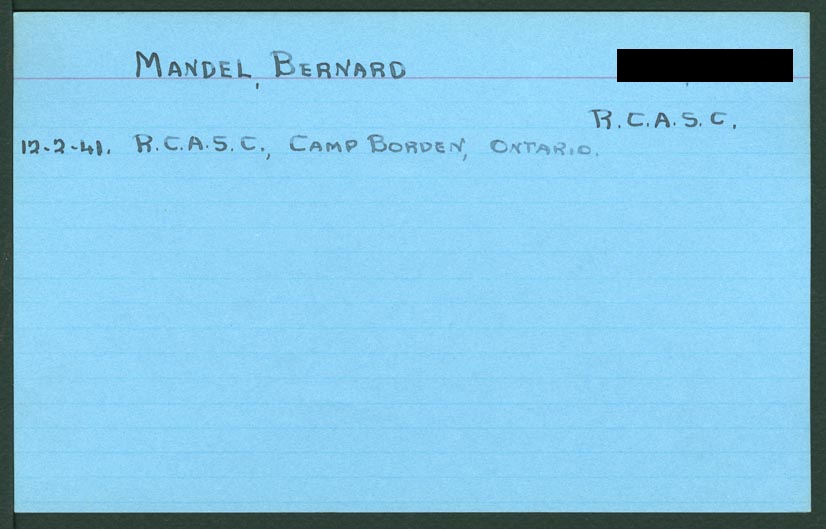 MANDEL, BERNARD
R.C.A.S.C.
12-2-41. R.C.A.S.C., CAMP BORDEN, ONTARIO.